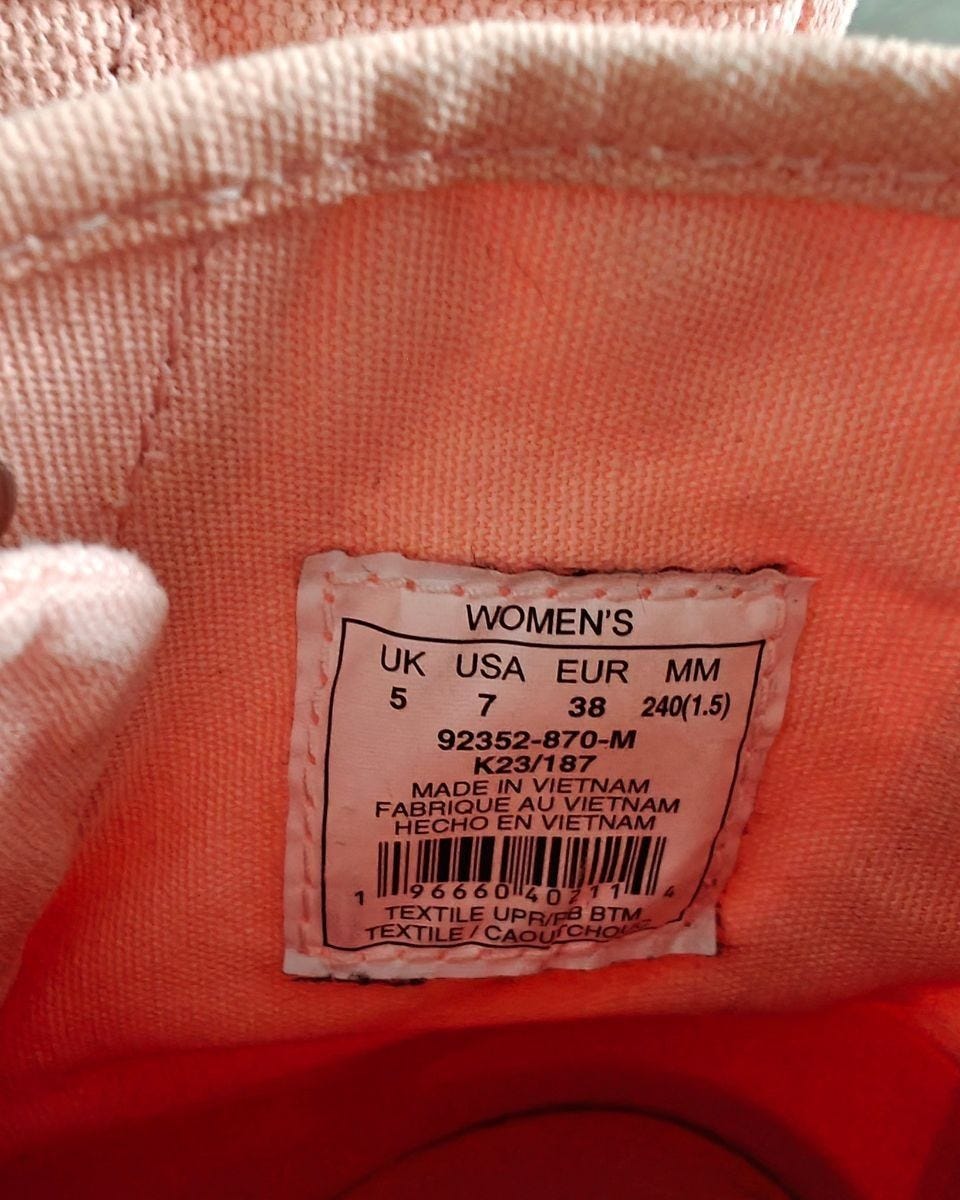 WOMEN'S
UK USA EUR MM
5 7 38 240(1.5)
92352-870-M
K23/187
MADE IN VIETNAM
FABRIQUE AU VIETNAM
HECHO EN VIETNAM
1 96660 40211 4
TEXTILE UPR/RB BTM
TEXTILE / CAOUTCHOUC